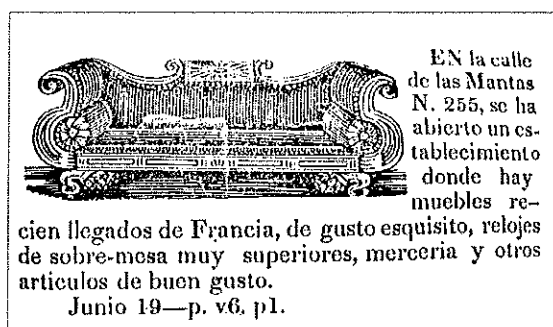 EN la calle
de las Mantas
N. 255, se ha
abierto un es-
tablecimiento
donde hay
muebles re-
cien llegados de Francia, de gusto esquisito, relojes
de sobre-mesa muy superiores, merceria y otros
articulos de buen gusto.
Junio 19—p. v6. p1.